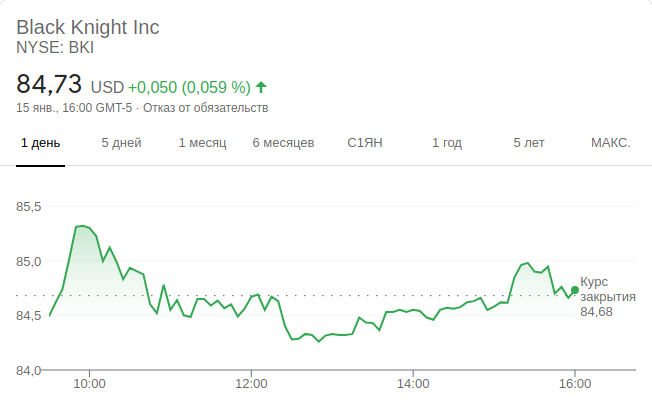 Black Knight Inc
NYSE: BKI
84,73 USD +0,050 (0,059 %)
15 янв., 16:00 GMT-5 · Отказ от обязательств
1 день 5 дней 1 месяц 6 месяцев С1ЯН 1 год 5 лет МАКС.
85,5
85,0
Курс
закрытия
84,68
84,5
84,0
10:00 12:00 14:00 16:00